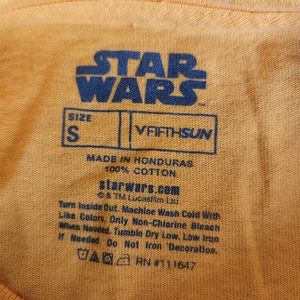 STAR
WARS
SIZE
S
FIFTHSUN
MADE IN HONDURAS
100% COTTON
starwars.com
© & TM Lucasfilm Ltd
Turn Inside Out. Machine Wash Cold With
Like Colors. Only Non-Chlorine Bleach
When Needed. Tumble Dry Low. Low Iron
If Needed. Do Not Iron Decoration.
RN #111647